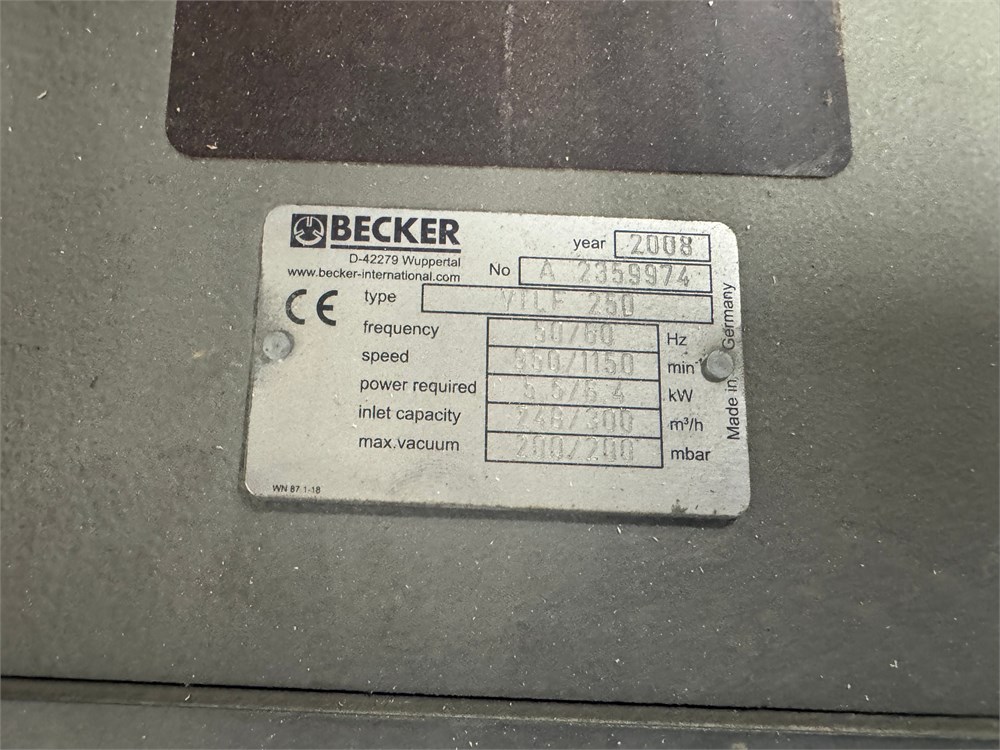 BECKER
D-42279 Wuppertal
www.becker-international.com
year 2008
No A 2359974
CE
type VTLF 250
frequency 50/60 Hz
speed 950/1150 min
power required 5.5/6.4 kW
inlet capacity 248/300 m³/h
max.vacuum 200/200 mbar
Made in Germany
WN 87 1-18